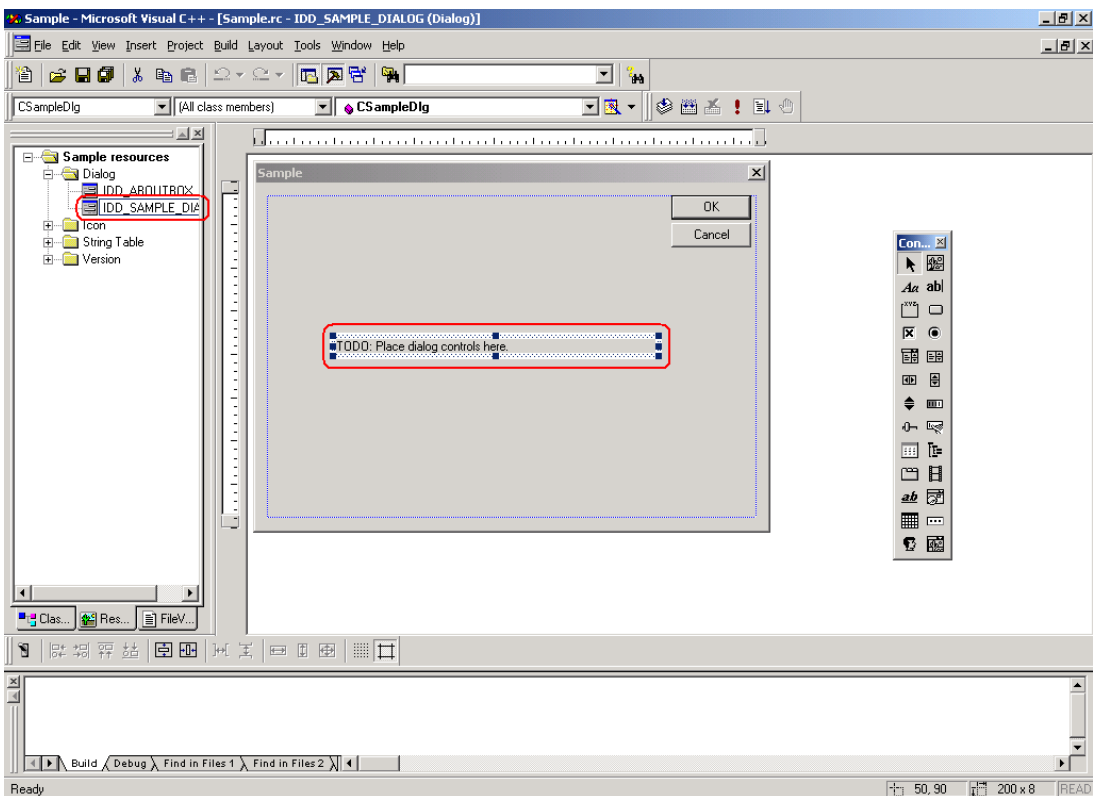 Sample - Microsoft Visual C++ - [Sample.rc - IDD_SAMPLE_DIALOG (Dialog)]
File Edit View Insert Project Build Layout Tools Window Help
CSampleDlg (All class members) CSampleDlg
Sample resources
Dialog
IDD_ABOUTBOX
IDD_SAMPLE_DIA
Icon
String Table
Version
Clas... Res... FileV...
Sample
OK
Cancel
TODO: Place dialog controls here.
Con...
Aa ab|
XYZ
ab
Build Debug Find in Files 1 Find in Files 2
Ready 50, 90 200 x 8 READ